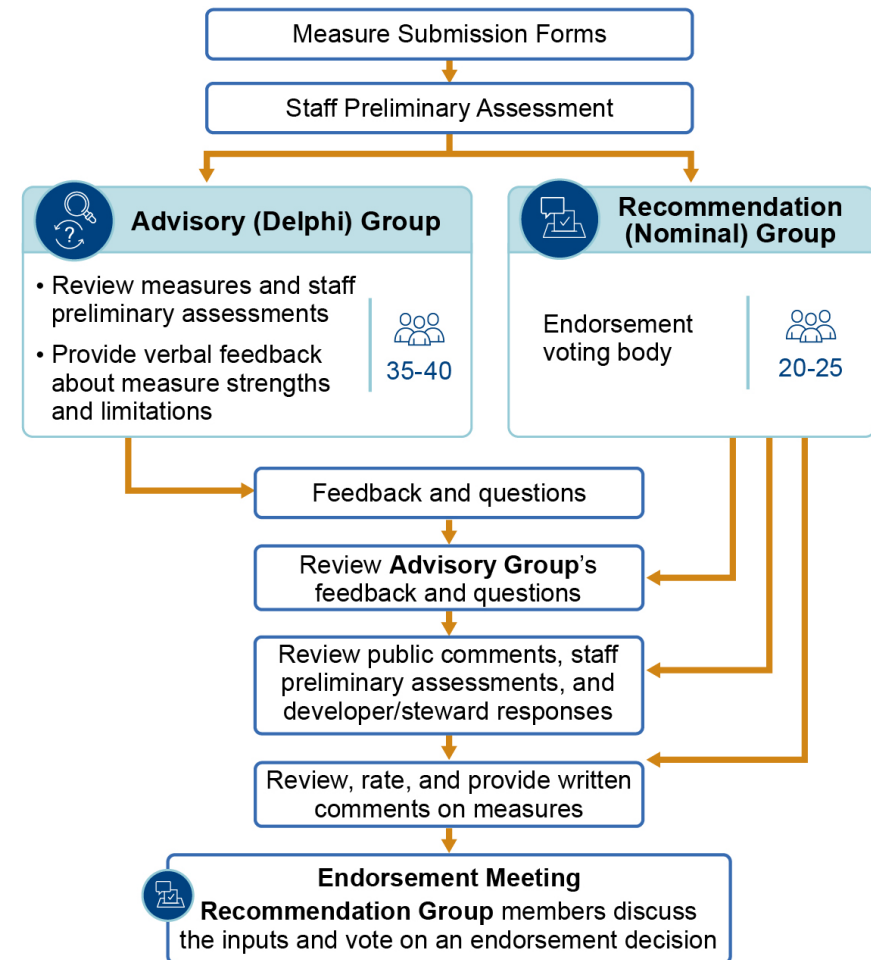 Measure Submission Forms
Staff Preliminary Assessment
Advisory (Delphi) Group
• Review measures and staff
preliminary assessments
• Provide verbal feedback
about measure strengths
and limitations
35-40
Recommendation
(Nominal) Group
Endorsement
voting body
20-25
Feedback and questions
Review Advisory Group’s
feedback and questions
Review public comments, staff
preliminary assessments, and
developer/steward responses
Review, rate, and provide written
comments on measures
Endorsement Meeting
Recommendation Group members discuss
the inputs and vote on an endorsement decision